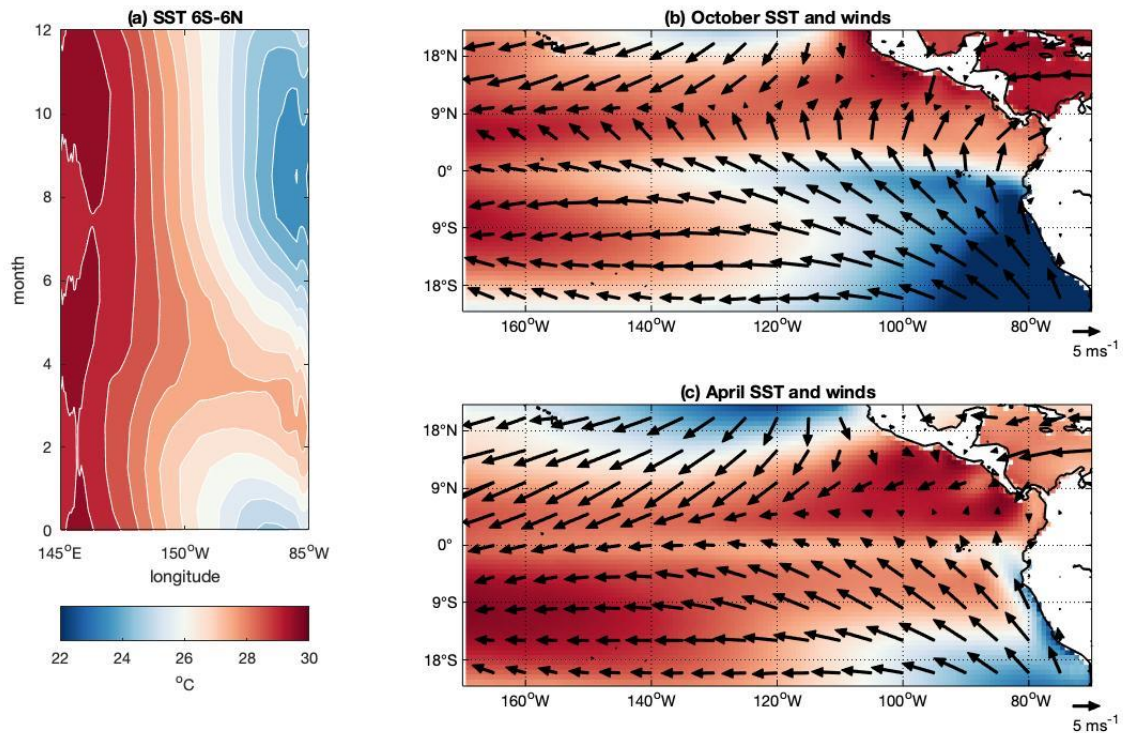 (a) SST 6S-6N
12
10
8
6
4
2
0
month
145°E 150°W 85°W
longitude
22 24 26 28 30
°C
(b) October SST and winds
18°N
9°N
0°
9°S
18°S
160°W 140°W 120°W 100°W 80°W
5 ms⁻¹
(c) April SST and winds
18°N
9°N
0°
9°S
18°S
160°W 140°W 120°W 100°W 80°W
5 ms⁻¹